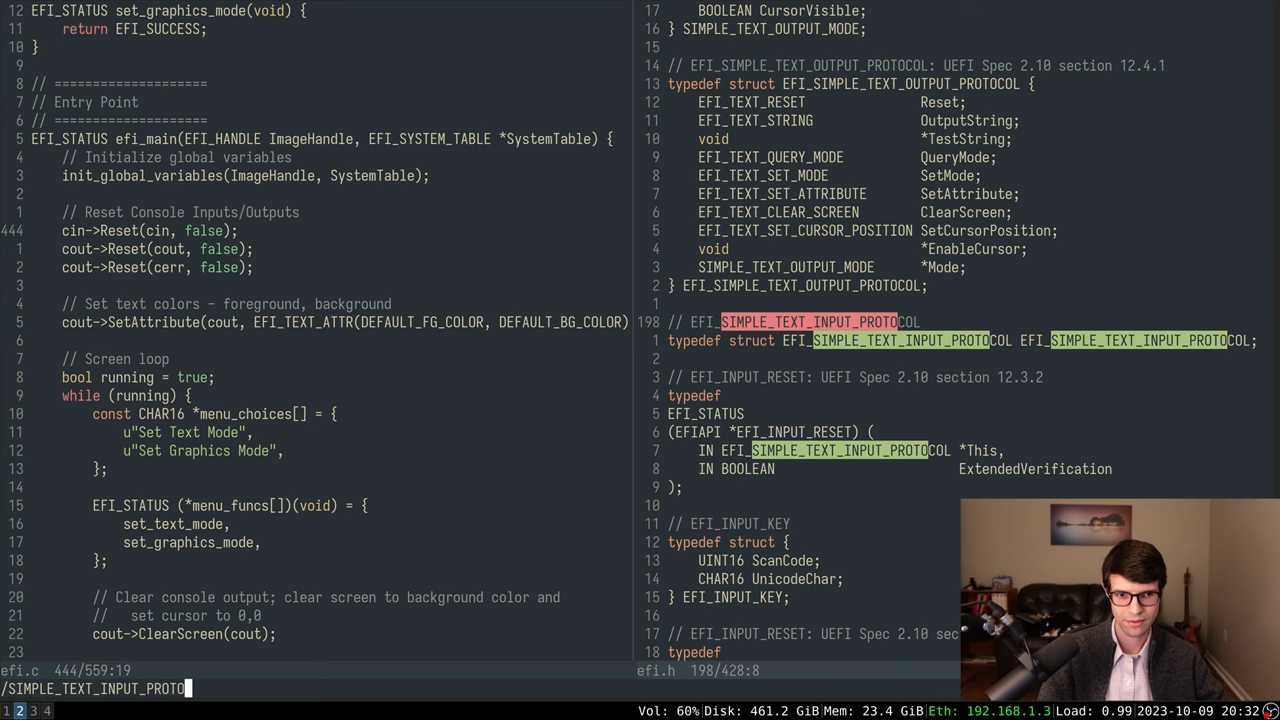 12 EFI_STATUS set_graphics_mode(void) {
11     return EFI_SUCCESS;
10 }
9
8 // ====================
7 // Entry Point
6 // ====================
5 EFI_STATUS efi_main(EFI_HANDLE ImageHandle, EFI_SYSTEM_TABLE *SystemTable) {
4     // Initialize global variables
3     init_global_variables(ImageHandle, SystemTable);
2
1     // Reset Console Inputs/Outputs
444     cin->Reset(cin, false);
1     cout->Reset(cout, false);
2     cout->Reset(cerr, false);
3
4     // Set text colors - foreground, background
5     cout->SetAttribute(cout, EFI_TEXT_ATTR(DEFAULT_FG_COLOR, DEFAULT_BG_COLOR)
6
7     // Screen loop
8     bool running = true;
9     while (running) {
10         const CHAR16 *menu_choices[] = {
11             u"Set Text Mode",
12             u"Set Graphics Mode",
13         };
14
15         EFI_STATUS (*menu_funcs[])(void) = {
16             set_text_mode,
17             set_graphics_mode,
18         };
19
20         // Clear console output; clear screen to background color and
21         //   set cursor to 0,0
22         cout->ClearScreen(cout);
23
efi.c 444/559:19
17     BOOLEAN CursorVisible;
16 } SIMPLE_TEXT_OUTPUT_MODE;
15
14 // EFI_SIMPLE_TEXT_OUTPUT_PROTOCOL: UEFI Spec 2.10 section 12.4.1
13 typedef struct EFI_SIMPLE_TEXT_OUTPUT_PROTOCOL {
12     EFI_TEXT_RESET               Reset;
11     EFI_TEXT_STRING              OutputString;
10     void                         *TestString;
9     EFI_TEXT_QUERY_MODE          QueryMode;
8     EFI_TEXT_SET_MODE            SetMode;
7     EFI_TEXT_SET_ATTRIBUTE       SetAttribute;
6     EFI_TEXT_CLEAR_SCREEN        ClearScreen;
5     EFI_TEXT_SET_CURSOR_POSITION SetCursorPosition;
4     void                         *EnableCursor;
3     SIMPLE_TEXT_OUTPUT_MODE      *Mode;
2 } EFI_SIMPLE_TEXT_OUTPUT_PROTOCOL;
1
198 // EFI_SIMPLE_TEXT_INPUT_PROTOCOL
1 typedef struct EFI_SIMPLE_TEXT_INPUT_PROTOCOL EFI_SIMPLE_TEXT_INPUT_PROTOCOL;
2
3 // EFI_INPUT_RESET: UEFI Spec 2.10 section 12.3.2
4 typedef
5 EFI_STATUS
6 (EFIAPI *EFI_INPUT_RESET) (
7     IN EFI_SIMPLE_TEXT_INPUT_PROTOCOL *This,
8     IN BOOLEAN                        ExtendedVerification
9 );
10
11 // EFI_INPUT_KEY
12 typedef struct {
13     UINT16 ScanCode;
14     CHAR16 UnicodeChar;
15 } EFI_INPUT_KEY;
16
17 // EFI_INPUT_RESET: UEFI Spec 2.10 sec
18 typedef
efi.h 198/428:8
/SIMPLE_TEXT_INPUT_PROTO
1 2 3 4
Vol: 60%|Disk: 461.2 GiB|Mem: 23.4 GiB|Eth: 192.168.1.3|Load: 0.99|2023-10-09 20:32